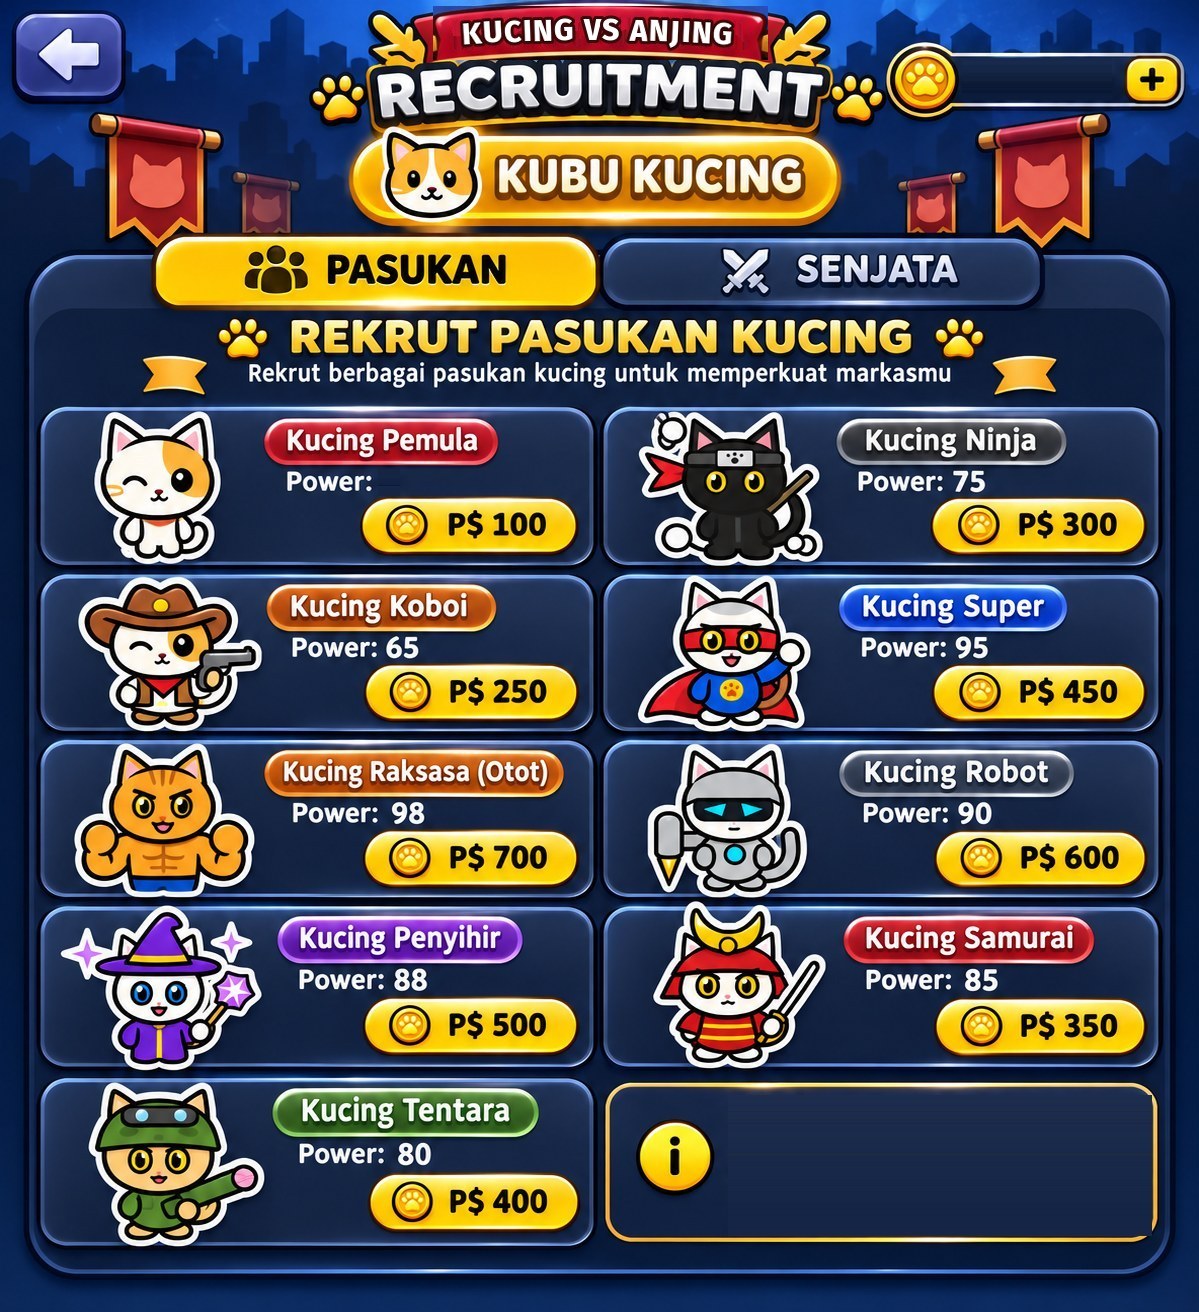 KUCING VS ANJING
RECRUITMENT
+
KUBU KUCING
PASUKAN
SENJATA
REKRUT PASUKAN KUCING
Rekrut berbagai pasukan kucing untuk memperkuat markasmu
Kucing Pemula
Power:
P$ 100
Kucing Ninja
Power: 75
P$ 300
Kucing Koboi
Power: 65
P$ 250
Kucing Super
Power: 95
P$ 450
Kucing Raksasa (Otot)
Power: 98
P$ 700
Kucing Robot
Power: 90
P$ 600
Kucing Penyihir
Power: 88
P$ 500
Kucing Samurai
Power: 85
P$ 350
Kucing Tentara
Power: 80
P$ 400
i